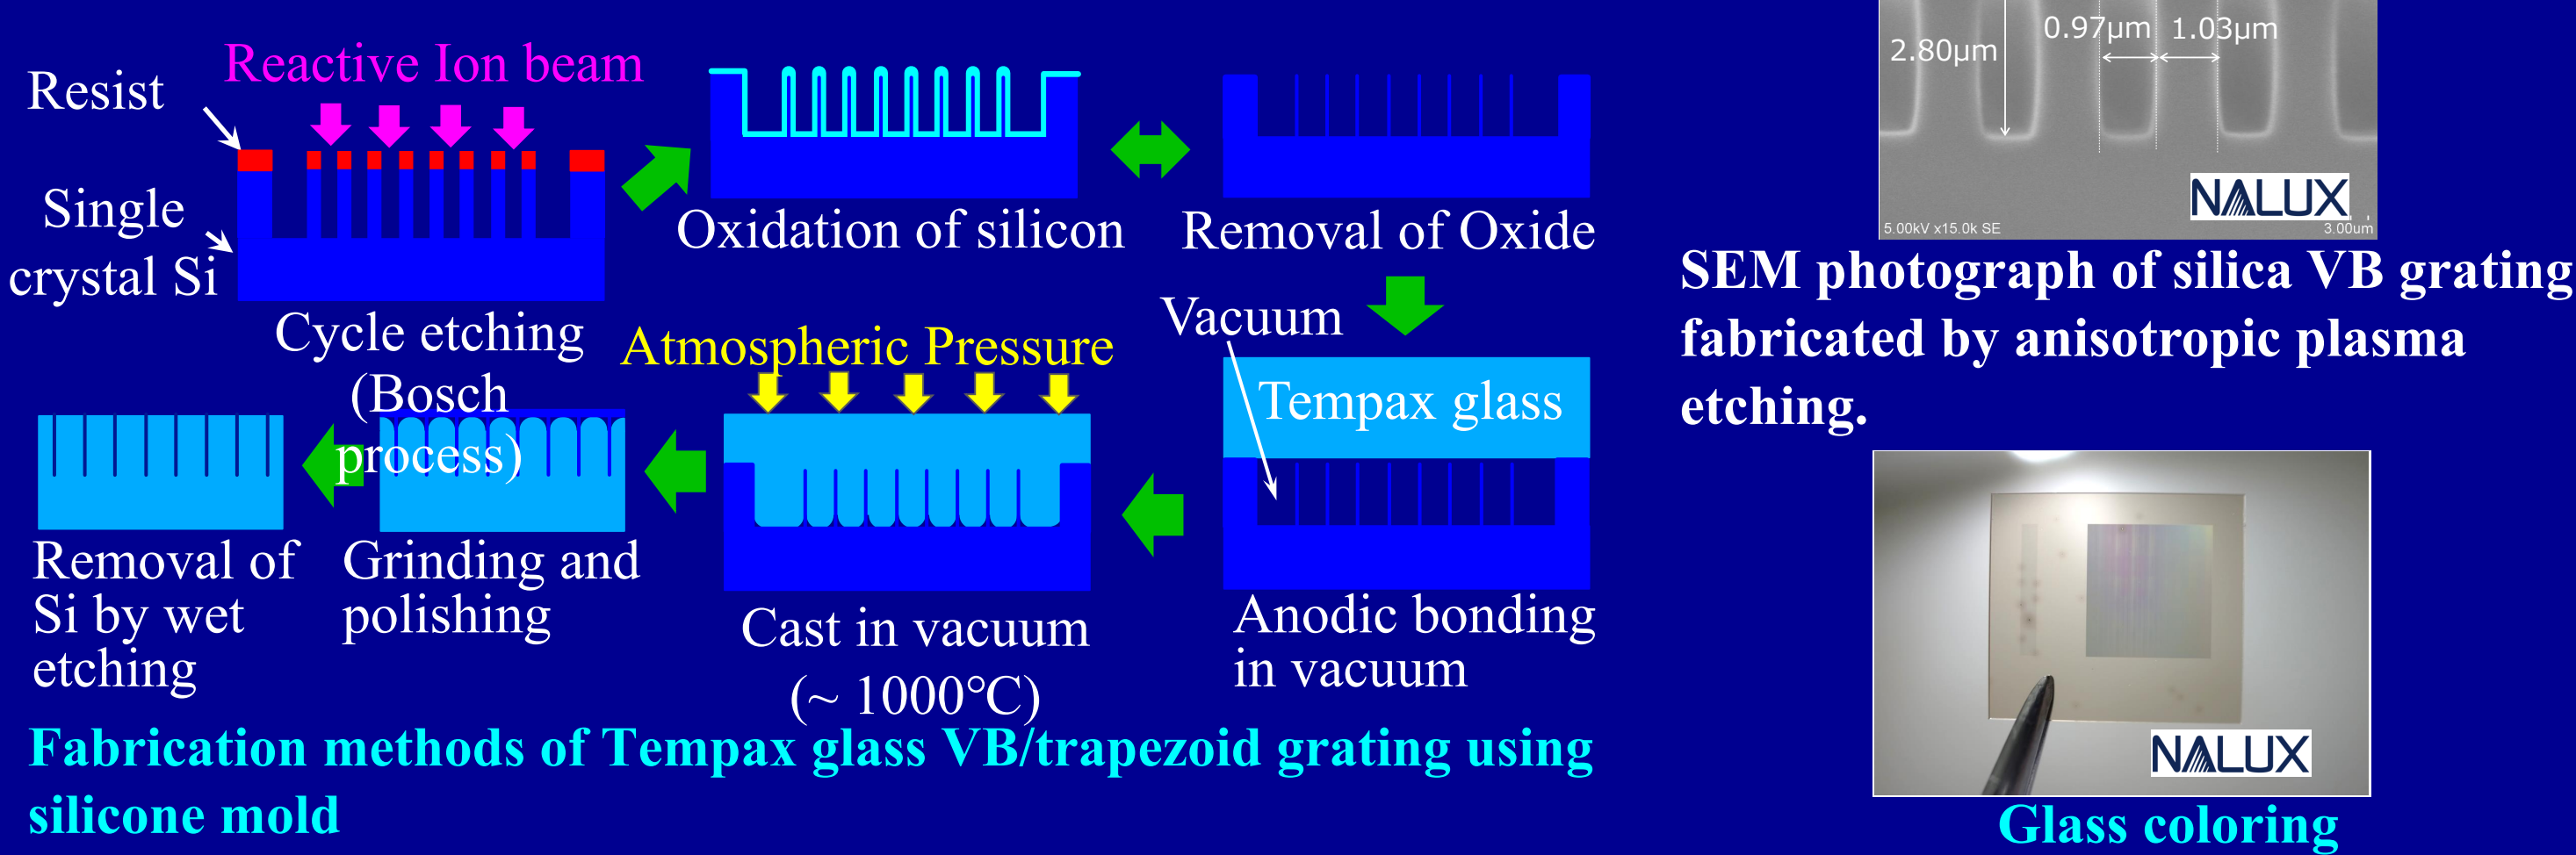 Reactive Ion beam
Resist
Single
crystal Si
Cycle etching
(Bosch
process)
Oxidation of silicon
Removal of Oxide
Vacuum
Tempax glass
Anodic bonding
in vacuum
Atmospheric Pressure
Cast in vacuum
(~ 1000℃)
Grinding and
polishing
Removal of
Si by wet
etching
Fabrication methods of Tempax glass VB/trapezoid grating using
silicone mold
2.80μm
0.97μm
1.03μm
NALUX
5.00kV x15.0k SE
3.00um
SEM photograph of silica VB grating
fabricated by anisotropic plasma
etching.
NALUX
Glass coloring